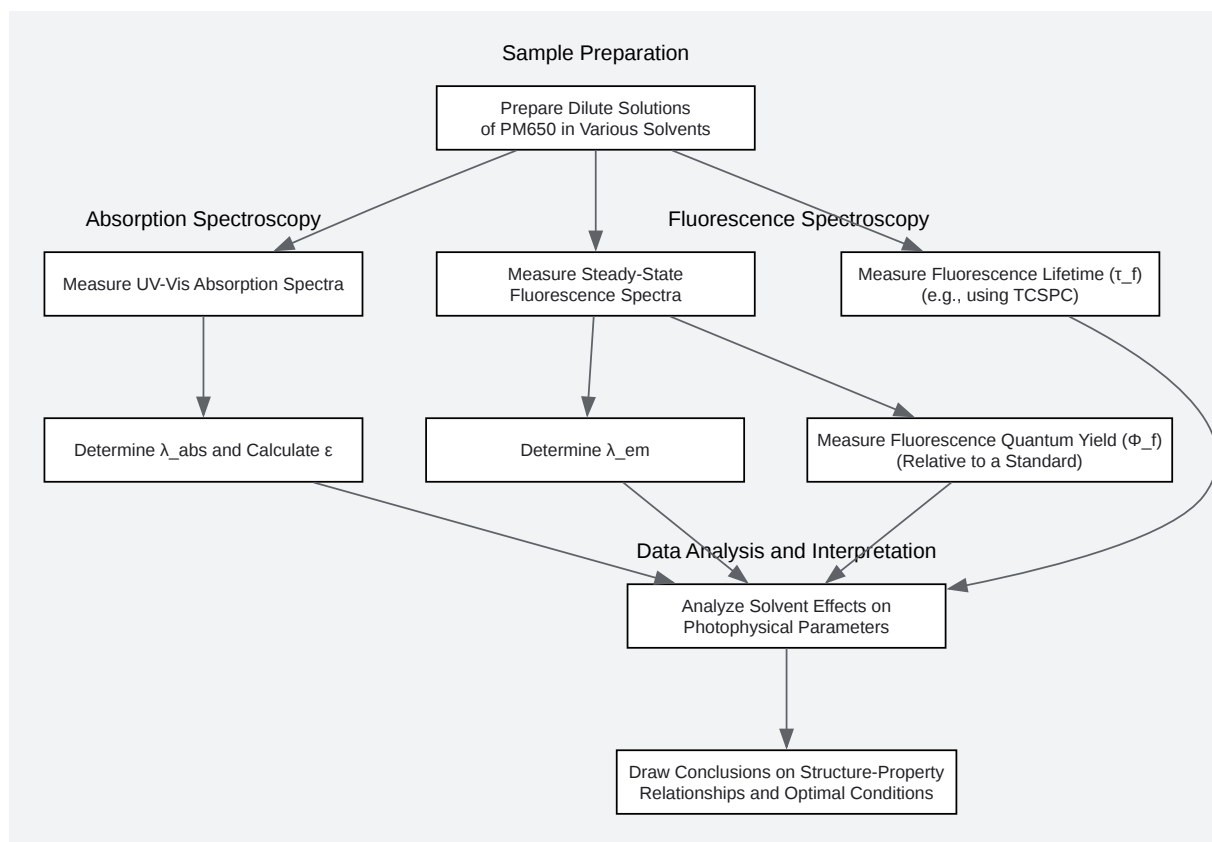 Sample Preparation
Prepare Dilute Solutions
of PM650 in Various Solvents
Absorption Spectroscopy
Fluorescence Spectroscopy
Measure UV-Vis Absorption Spectra
Measure Steady-State
Fluorescence Spectra
Measure Fluorescence Lifetime (τ_f)
(e.g., using TCSPC)
Determine λ_abs and Calculate ε
Determine λ_em
Measure Fluorescence Quantum Yield (Φ_f)
(Relative to a Standard)
Data Analysis and Interpretation
Analyze Solvent Effects on
Photophysical Parameters
Draw Conclusions on Structure-Property
Relationships and Optimal Conditions